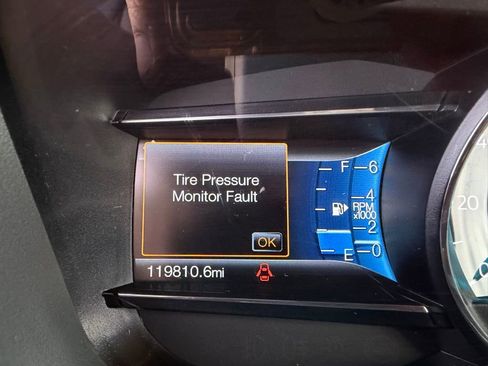 Tire Pressure
Monitor Fault
OK
119810.6mi
F
E
6
4
RPM
x1000
2
0
20